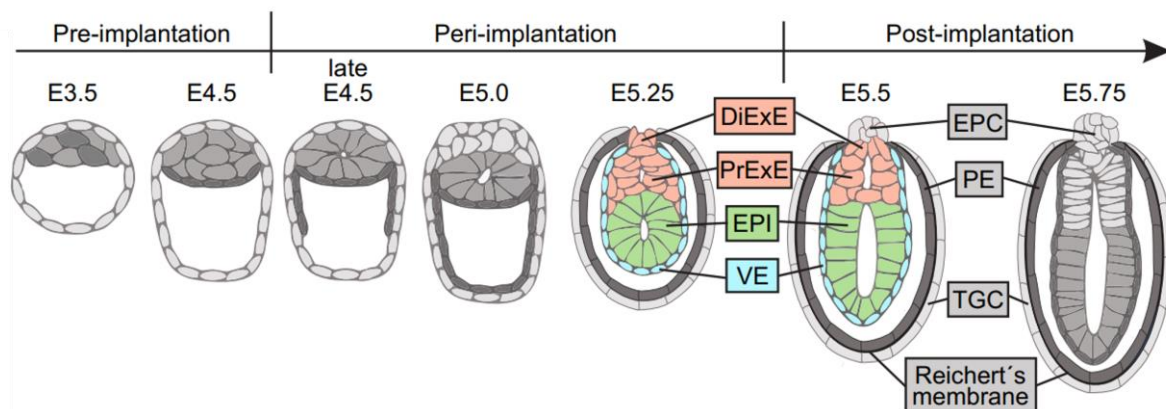 Pre-implantation Peri-implantation Post-implantation
late
E3.5 E4.5 E4.5 E5.0 E5.25 E5.5 E5.75
DiExE EPC
PrExE PE
EPI
VE TGC
Reichert´s
membrane